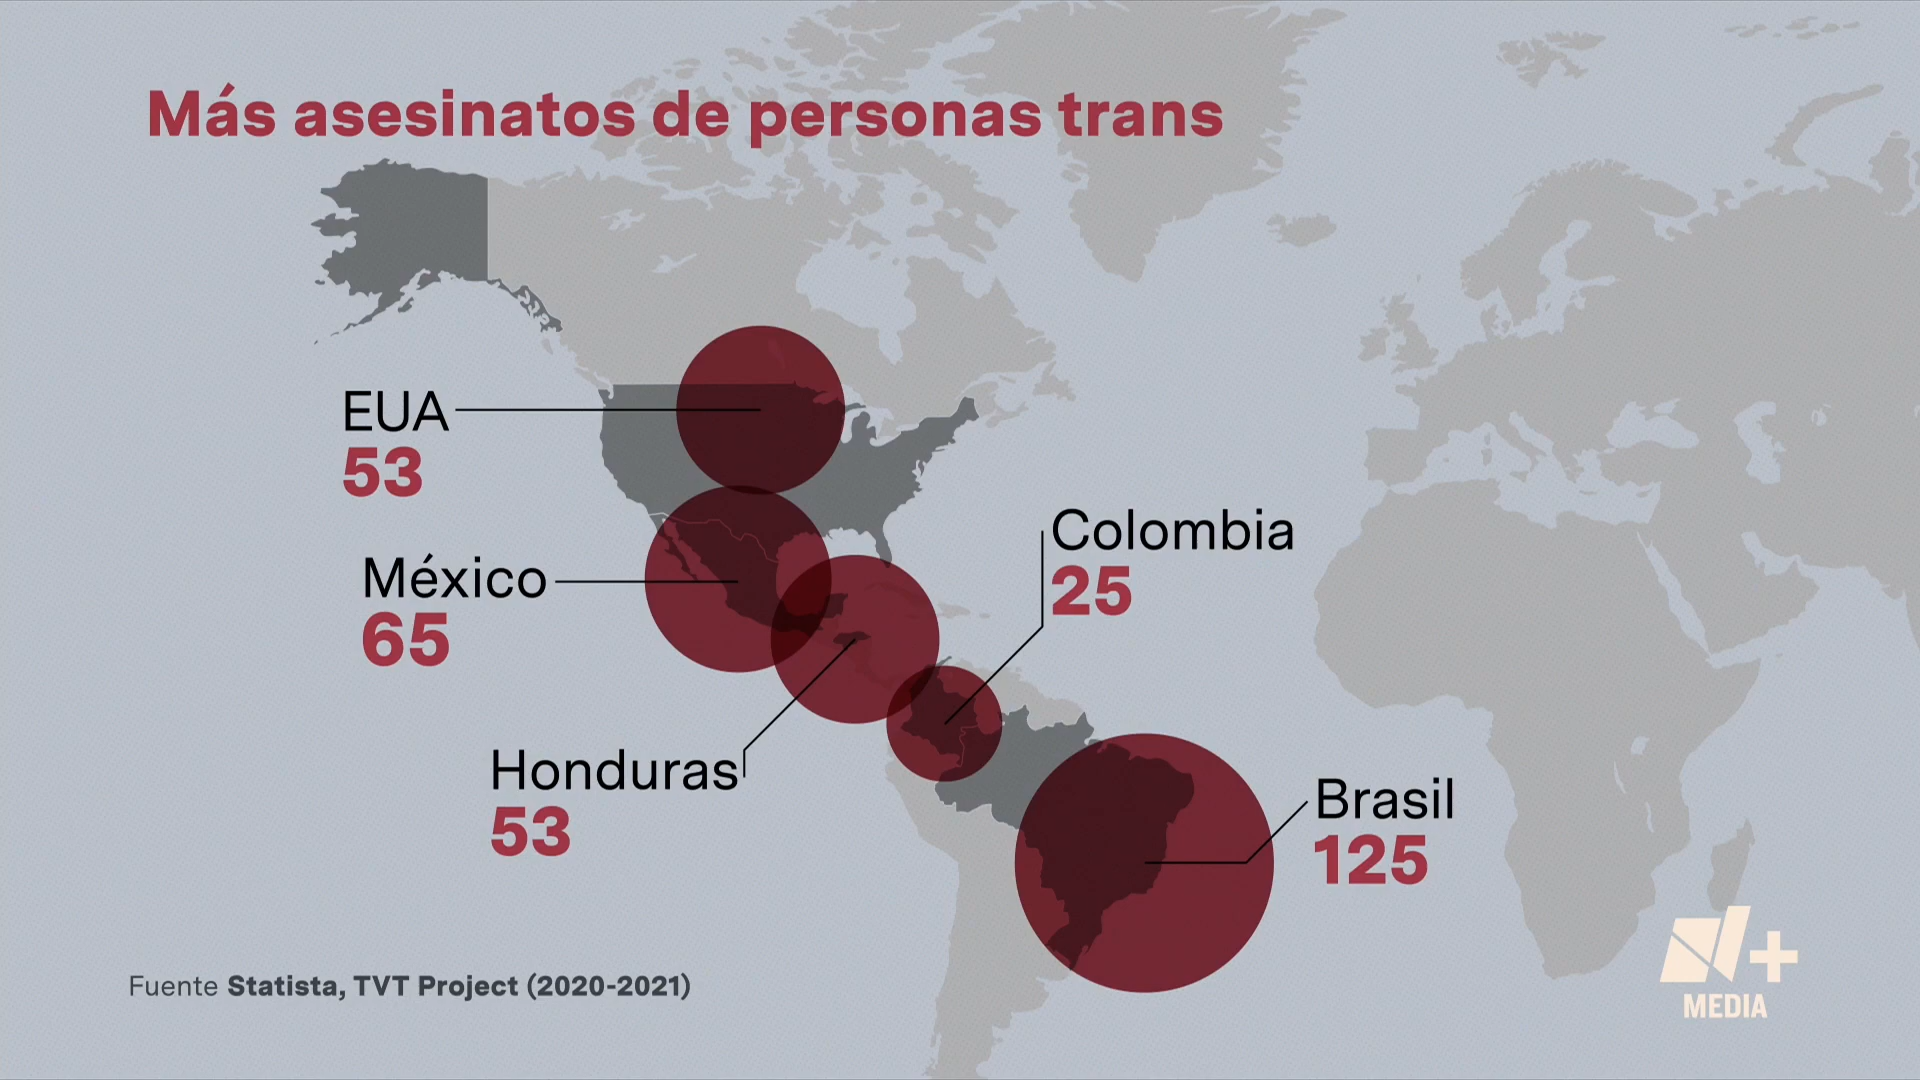 Más asesinatos de personas trans
EUA
53
México
65
Honduras
53
Colombia
25
Brasil
125
Fuente Statista, TVT Project (2020-2021)
N+
MEDIA